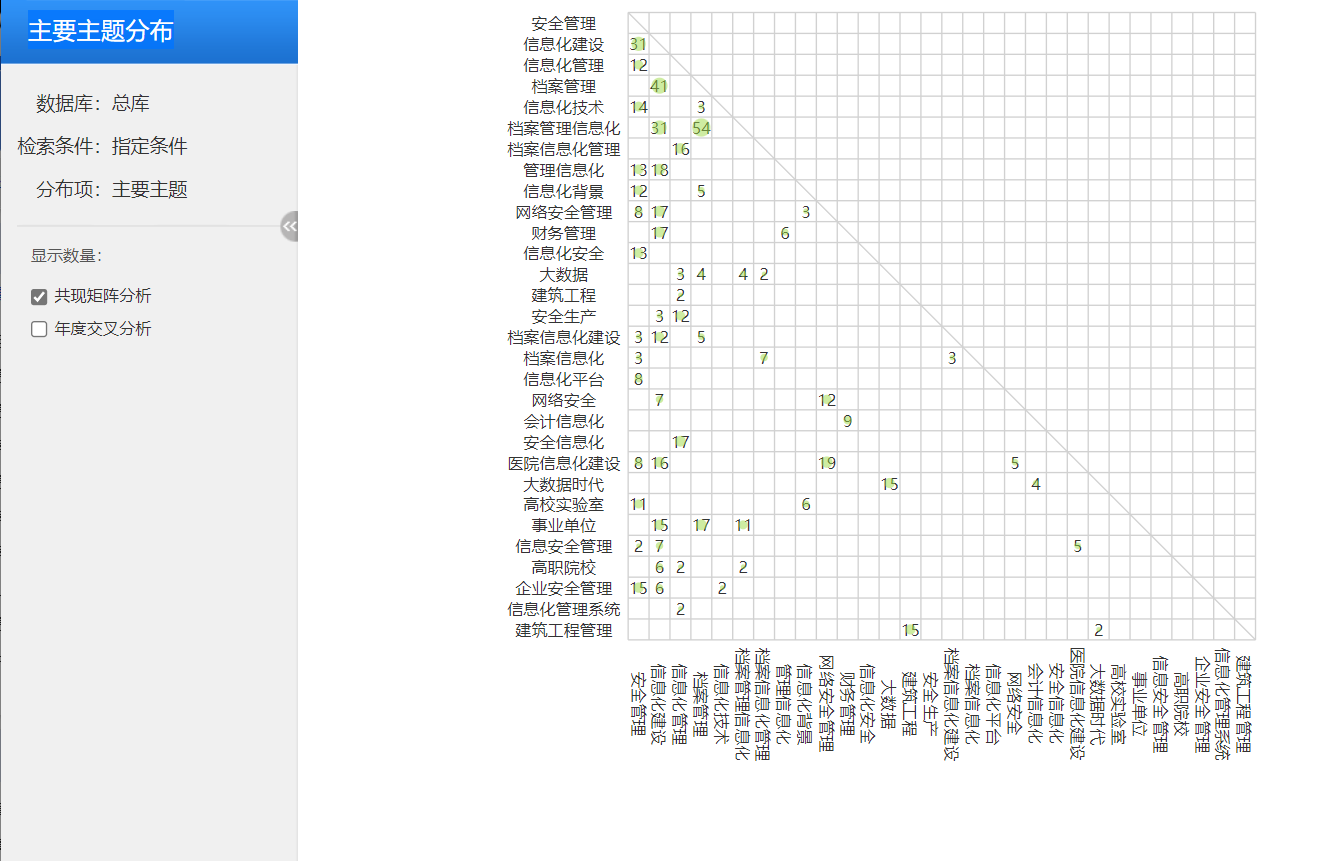 主要主题分布
数据库：总库
检索条件：指定条件
分布项：主要主题
显示数量：
共现矩阵分析
年度交叉分析
安全管理
信息化建设 31
信息化管理 12
档案管理 41
信息化技术 14 3
档案管理信息化 31 54
档案信息化管理 16
管理信息化 13 18
信息化背景 12 5
网络安全管理 8 17 3
财务管理 17 6
信息化安全 13
大数据 3 4 4 2
建筑工程 2
安全生产 3 12
档案信息化建设 3 12 5
档案信息化 3 7 3
信息化平台 8
网络安全 7 12
会计信息化 9
安全信息化 17
医院信息化建设 8 16 19 5
大数据时代 15 4
高校实验室 11 6
事业单位 15 17 11
信息安全管理 2 7 5
高职院校 6 2 2
企业安全管理 15 6 2
信息化管理系统 2
建筑工程管理 15 2
安全管理
信息化建设
信息化管理
档案管理
信息化技术
档案管理信息化
档案信息化管理
管理信息化
信息化背景
网络安全管理
财务管理
信息化安全
大数据
建筑工程
安全生产
档案信息化建设
档案信息化
信息化平台
网络安全
会计信息化
安全信息化
医院信息化建设
大数据时代
高校实验室
事业单位
信息安全管理
高职院校
企业安全管理
信息化管理系统
建筑工程管理